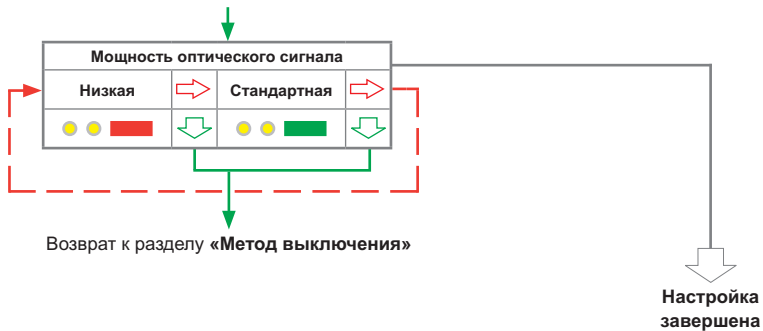 Мощность оптического сигнала
Низкая
Стандартная
Возврат к разделу «Метод выключения»
Настройка
завершена